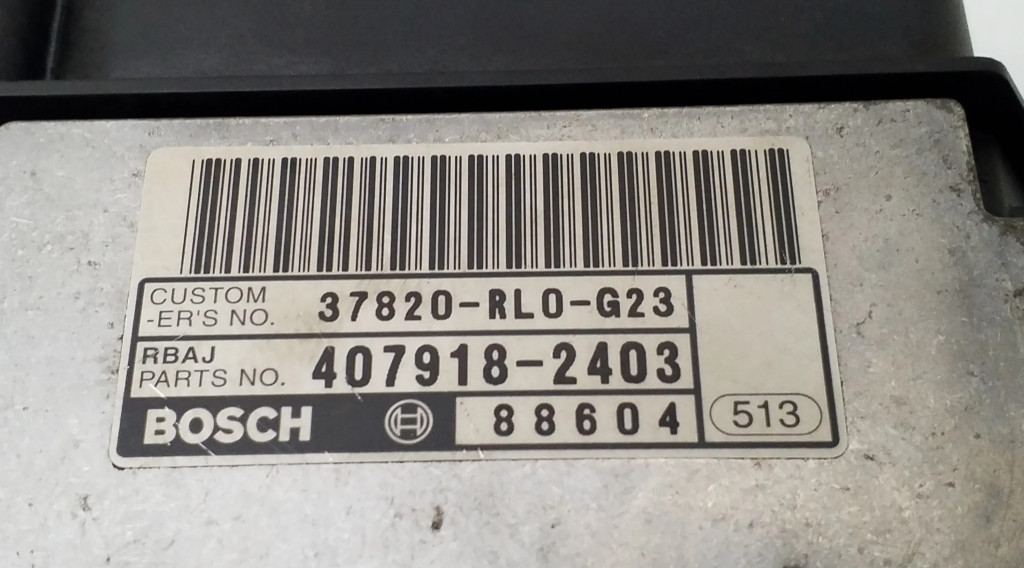 CUSTOM
-ER'S NO. 37820-RL0-G23
RBAJ
PARTS NO. 407918-2403
BOSCH 88604 513